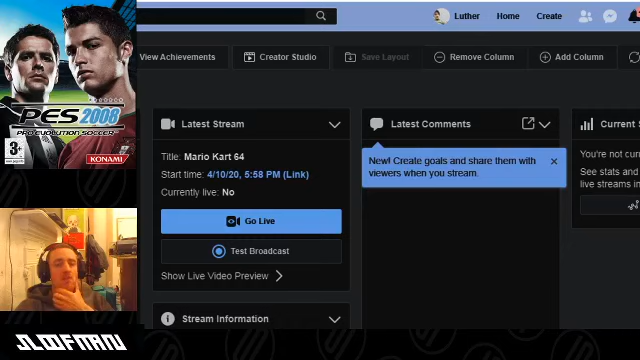 Luther
Home
Create
View Achievements
Creator Studio
Save Layout
Remove Column
Add Column
PES 2008
PRO EVOLUTION SOCCER
3+
KONAMI
Latest Stream
Title: Mario Kart 64
Start time: 4/10/20, 5:58 PM (Link)
Currently live: No
Go Live
Test Broadcast
Show Live Video Preview
Stream Information
Latest Comments
New! Create goals and share them with
viewers when you stream.
Current S
You're not curr
See stats and
live streams in